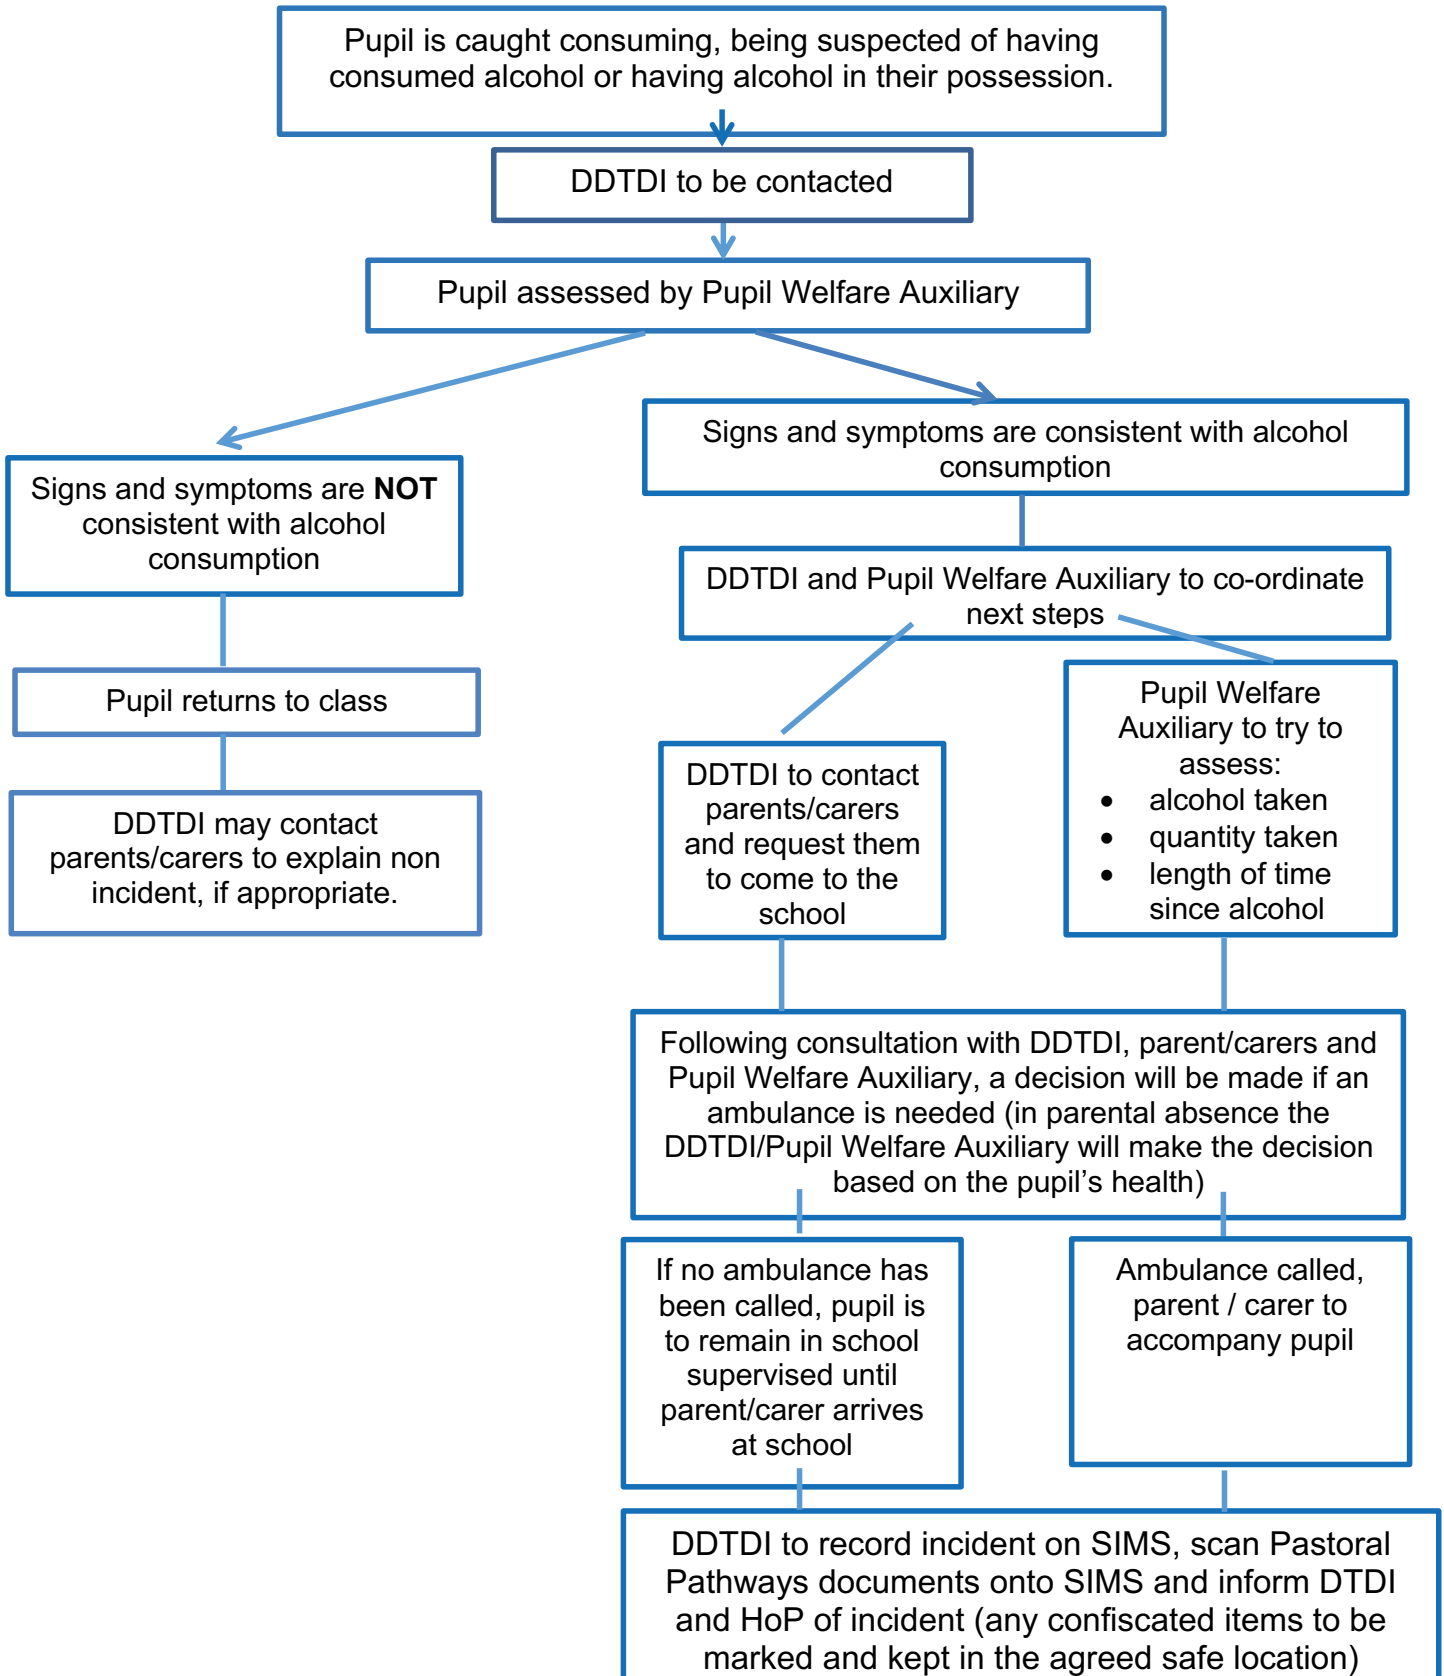 Pupil is caught consuming, being suspected of having
consumed alcohol or having alcohol in their possession.
DDTDI to be contacted
Pupil assessed by Pupil Welfare Auxiliary
Signs and symptoms are NOT
consistent with alcohol
consumption
Pupil returns to class
DDTDI may contact
parents/carers to explain non
incident, if appropriate.
Signs and symptoms are consistent with alcohol
consumption
DDTDI and Pupil Welfare Auxiliary to co-ordinate
next steps
DDTDI to contact
parents/carers
and request them
to come to the
school
Pupil Welfare
Auxiliary to try to
assess:
• alcohol taken
• quantity taken
• length of time
since alcohol
Following consultation with DDTDI, parent/carers and
Pupil Welfare Auxiliary, a decision will be made if an
ambulance is needed (in parental absence the
DDTDI/Pupil Welfare Auxiliary will make the decision
based on the pupil’s health)
If no ambulance has
been called, pupil is
to remain in school
supervised until
parent/carer arrives
at school
Ambulance called,
parent / carer to
accompany pupil
DDTDI to record incident on SIMS, scan Pastoral
Pathways documents onto SIMS and inform DTDI
and HoP of incident (any confiscated items to be
marked and kept in the agreed safe location)